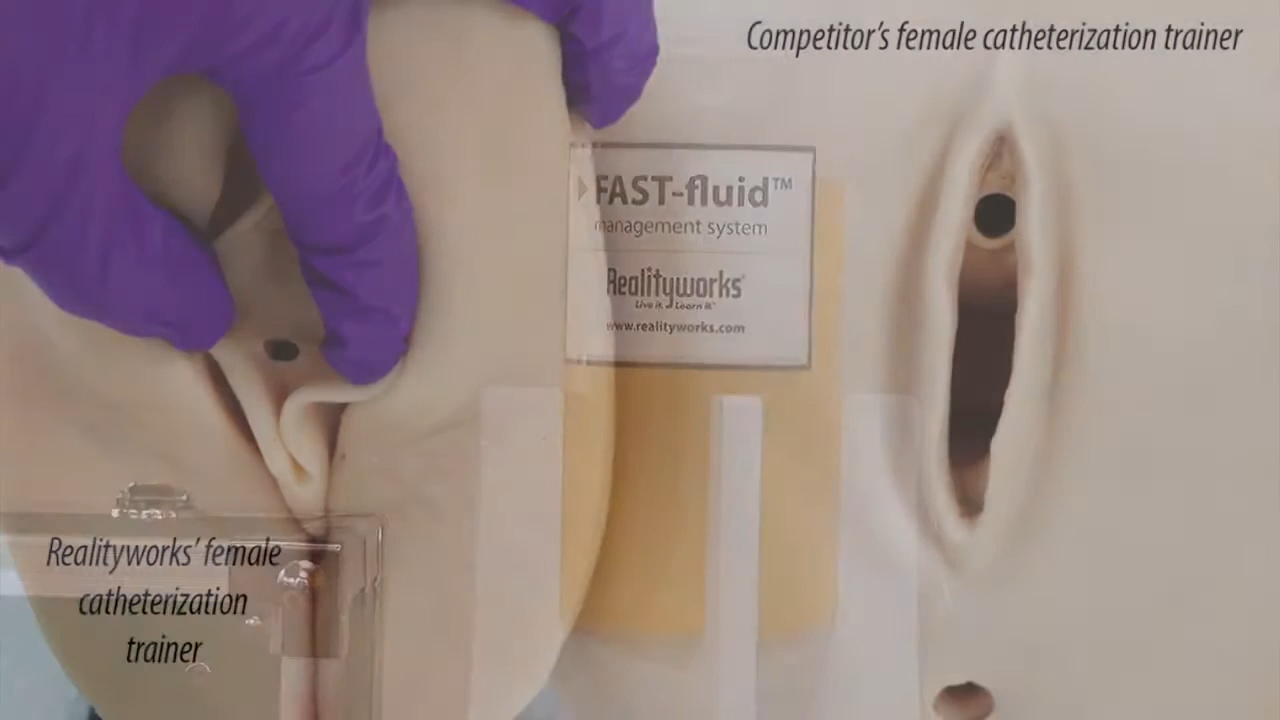 Competitor's female catheterization trainer
FAST-fluid™
management system
Realityworks®
Live it. Learn it.™
www.realityworks.com
Realityworks' female
catheterization
trainer